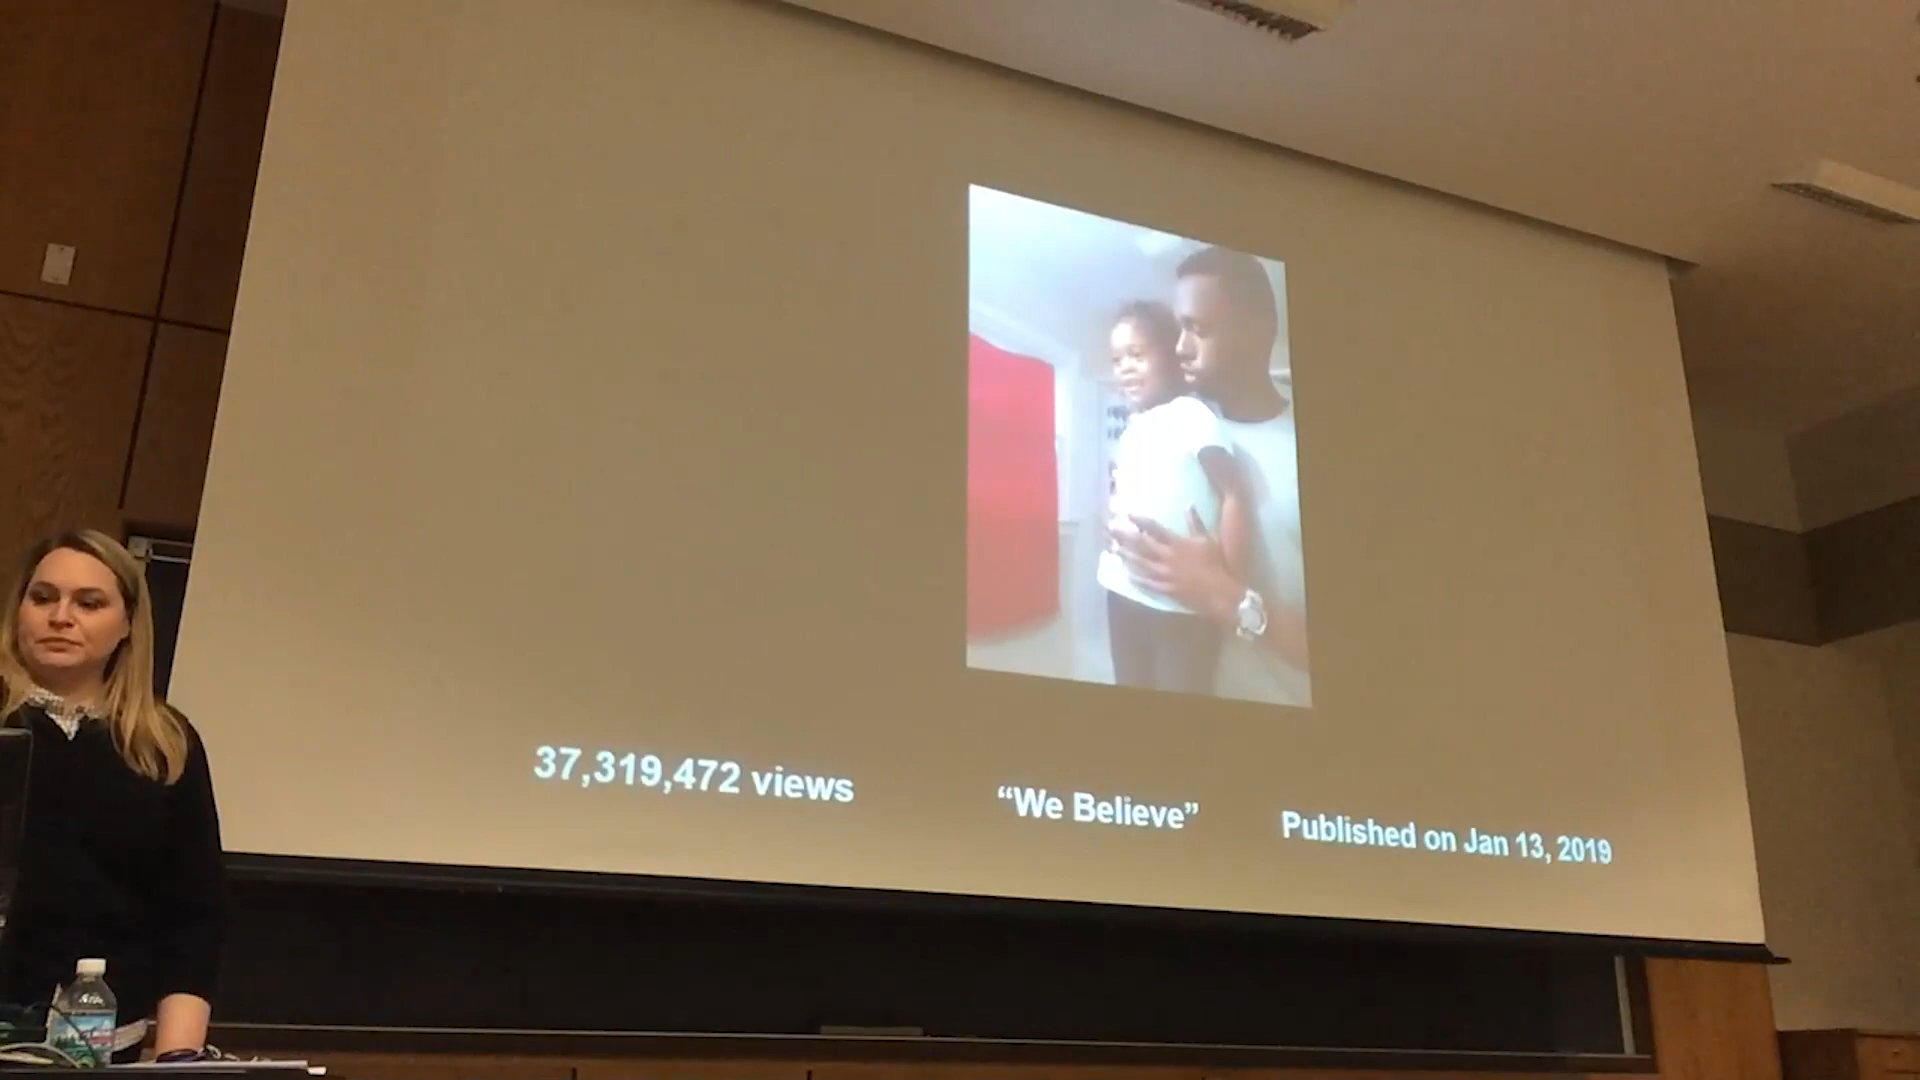 37,319,472 views
“We Believe”
Published on Jan 13, 2019